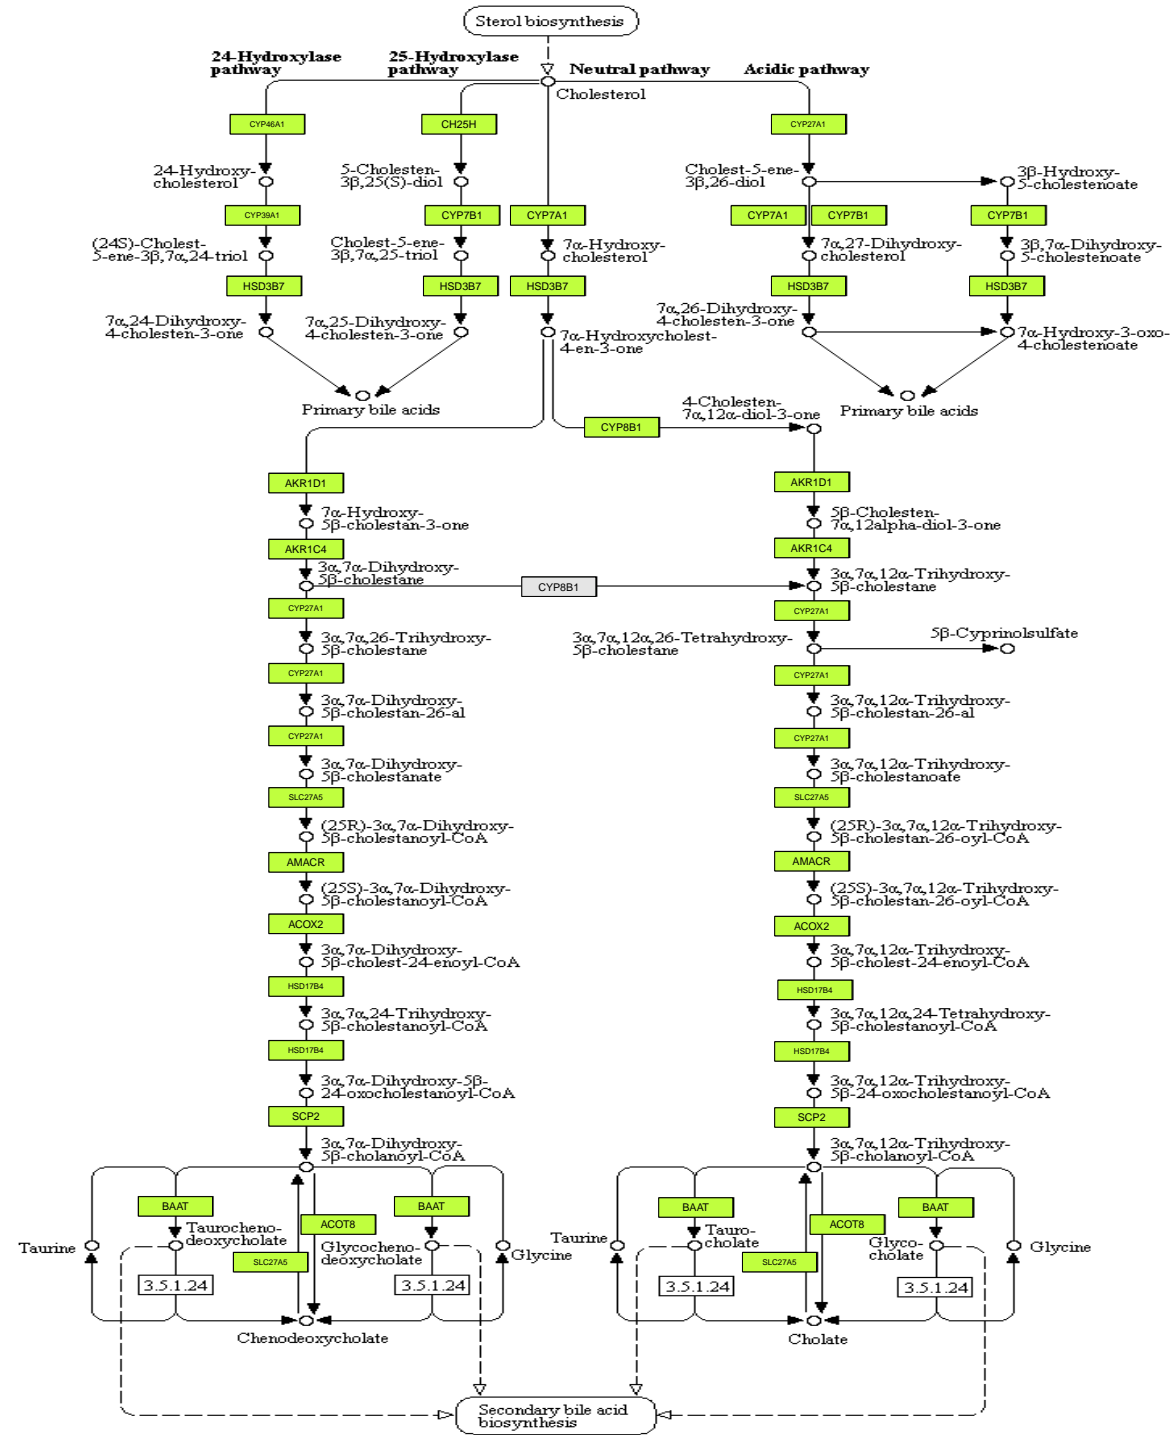 Sterol biosynthesis
24-Hydroxylase
pathway
25-Hydroxylase
pathway
Neutral pathway
Acidic pathway
Cholesterol
CYP46A1
CH25H
CYP27A1
24-Hydroxy-
cholesterol
5-Cholesten-
3β,25(S)-diol
Cholest-5-ene-
3β,26-diol
3β-Hydroxy-
5-cholestenoate
CYP39A1
CYP7B1
CYP7A1
CYP7A1
CYP7B1
CYP7B1
(24S)-Cholest-
5-ene-3β,7α,24-triol
Cholest-5-ene-
3β,7α,25-triol
7α-Hydroxy-
cholesterol
7α,27-Dihydroxy-
cholesterol
3β,7α-Dihydroxy-
5-cholestenoate
HSD3B7
HSD3B7
HSD3B7
HSD3B7
HSD3B7
7α,24-Dihydroxy-
4-cholesten-3-one
7α,25-Dihydroxy-
4-cholesten-3-one
7α-Hydroxycholest-
4-en-3-one
7α,26-Dihydroxy-
4-cholesten-3-one
7α-Hydroxy-3-oxo-
4-cholestenoate
Primary bile acids
Primary bile acids
4-Cholesten-
7α,12α-diol-3-one
CYP8B1
AKR1D1
AKR1D1
7α-Hydroxy-
5β-cholestan-3-one
5β-Cholesten-
7α,12alpha-diol-3-one
AKR1C4
AKR1C4
3α,7α-Dihydroxy-
5β-cholestane
CYP8B1
3α,7α,12α-Trihydroxy-
5β-cholestane
CYP27A1
CYP27A1
3α,7α,26-Trihydroxy-
5β-cholestane
3α,7α,12α,26-Tetrahydroxy-
5β-cholestane
5β-Cyprinolsulfate
CYP27A1
CYP27A1
3α,7α-Dihydroxy-
5β-cholestan-26-al
3α,7α,12α-Trihydroxy-
5β-cholestan-26-al
CYP27A1
CYP27A1
3α,7α-Dihydroxy-
5β-cholestanate
3α,7α,12α-Trihydroxy-
5β-cholestanoate
SLC27A5
SLC27A5
(25R)-3α,7α-Dihydroxy-
5β-cholestanoyl-CoA
(25R)-3α,7α,12α-Trihydroxy-
5β-cholestan-26-oyl-CoA
AMACR
AMACR
(25S)-3α,7α-Dihydroxy-
5β-cholestanoyl-CoA
(25S)-3α,7α,12α-Trihydroxy-
5β-cholestan-26-oyl-CoA
ACOX2
ACOX2
3α,7α-Dihydroxy-
5β-cholest-24-enoyl-CoA
3α,7α,12α-Trihydroxy-
5β-cholest-24-enoyl-CoA
HSD17B4
HSD17B4
3α,7α,24-Trihydroxy-
5β-cholestanoyl-CoA
3α,7α,12α,24-Tetrahydroxy-
5β-cholestanoyl-CoA
HSD17B4
HSD17B4
3α,7α-Dihydroxy-5β-
24-oxocholestanoyl-CoA
3α,7α,12α-Trihydroxy-
5β-24-oxocholestanoyl-CoA
SCP2
SCP2
3α,7α-Dihydroxy-
5β-cholanoyl-CoA
3α,7α,12α-Trihydroxy-
5β-cholanoyl-CoA
BAAT
BAAT
BAAT
BAAT
ACOT8
ACOT8
Taurine
Taurocheno-
deoxycholate
Glycocheno-
deoxycholate
Glycine
Taurine
Tauro-
cholate
Glyco-
cholate
Glycine
SLC27A5
SLC27A5
3.5.1.24
3.5.1.24
3.5.1.24
3.5.1.24
Chenodeoxycholate
Cholate
Secondary bile acid
biosynthesis